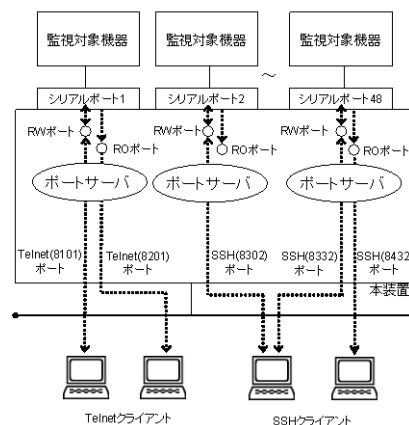 監視対象機器 監視対象機器 監視対象機器
～
シリアルポート1 シリアルポート2 シリアルポート48
RWポート RWポート RWポート
ROポート ROポート ROポート
ポートサーバ ポートサーバ ポートサーバ
Telnet(8101) Telnet(8201) SSH(8302) SSH(8332) SSH(8432
ポート ポート ポート ポート ポート
本装置
Telnetクライアント SSHクライアント